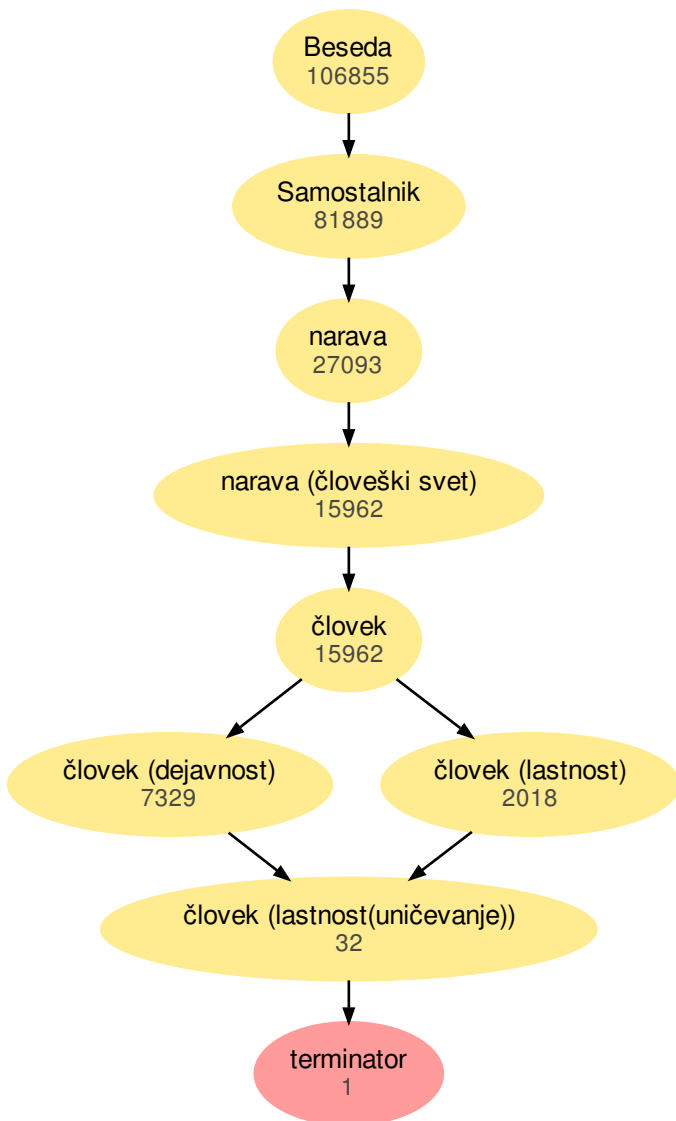 Beseda
106855
Samostalnik
81889
narava
27093
narava (človeški svet)
15962
človek
15962
človek (dejavnost)
7329
človek (lastnost)
2018
človek (lastnost(uničevanje))
32
terminator
1